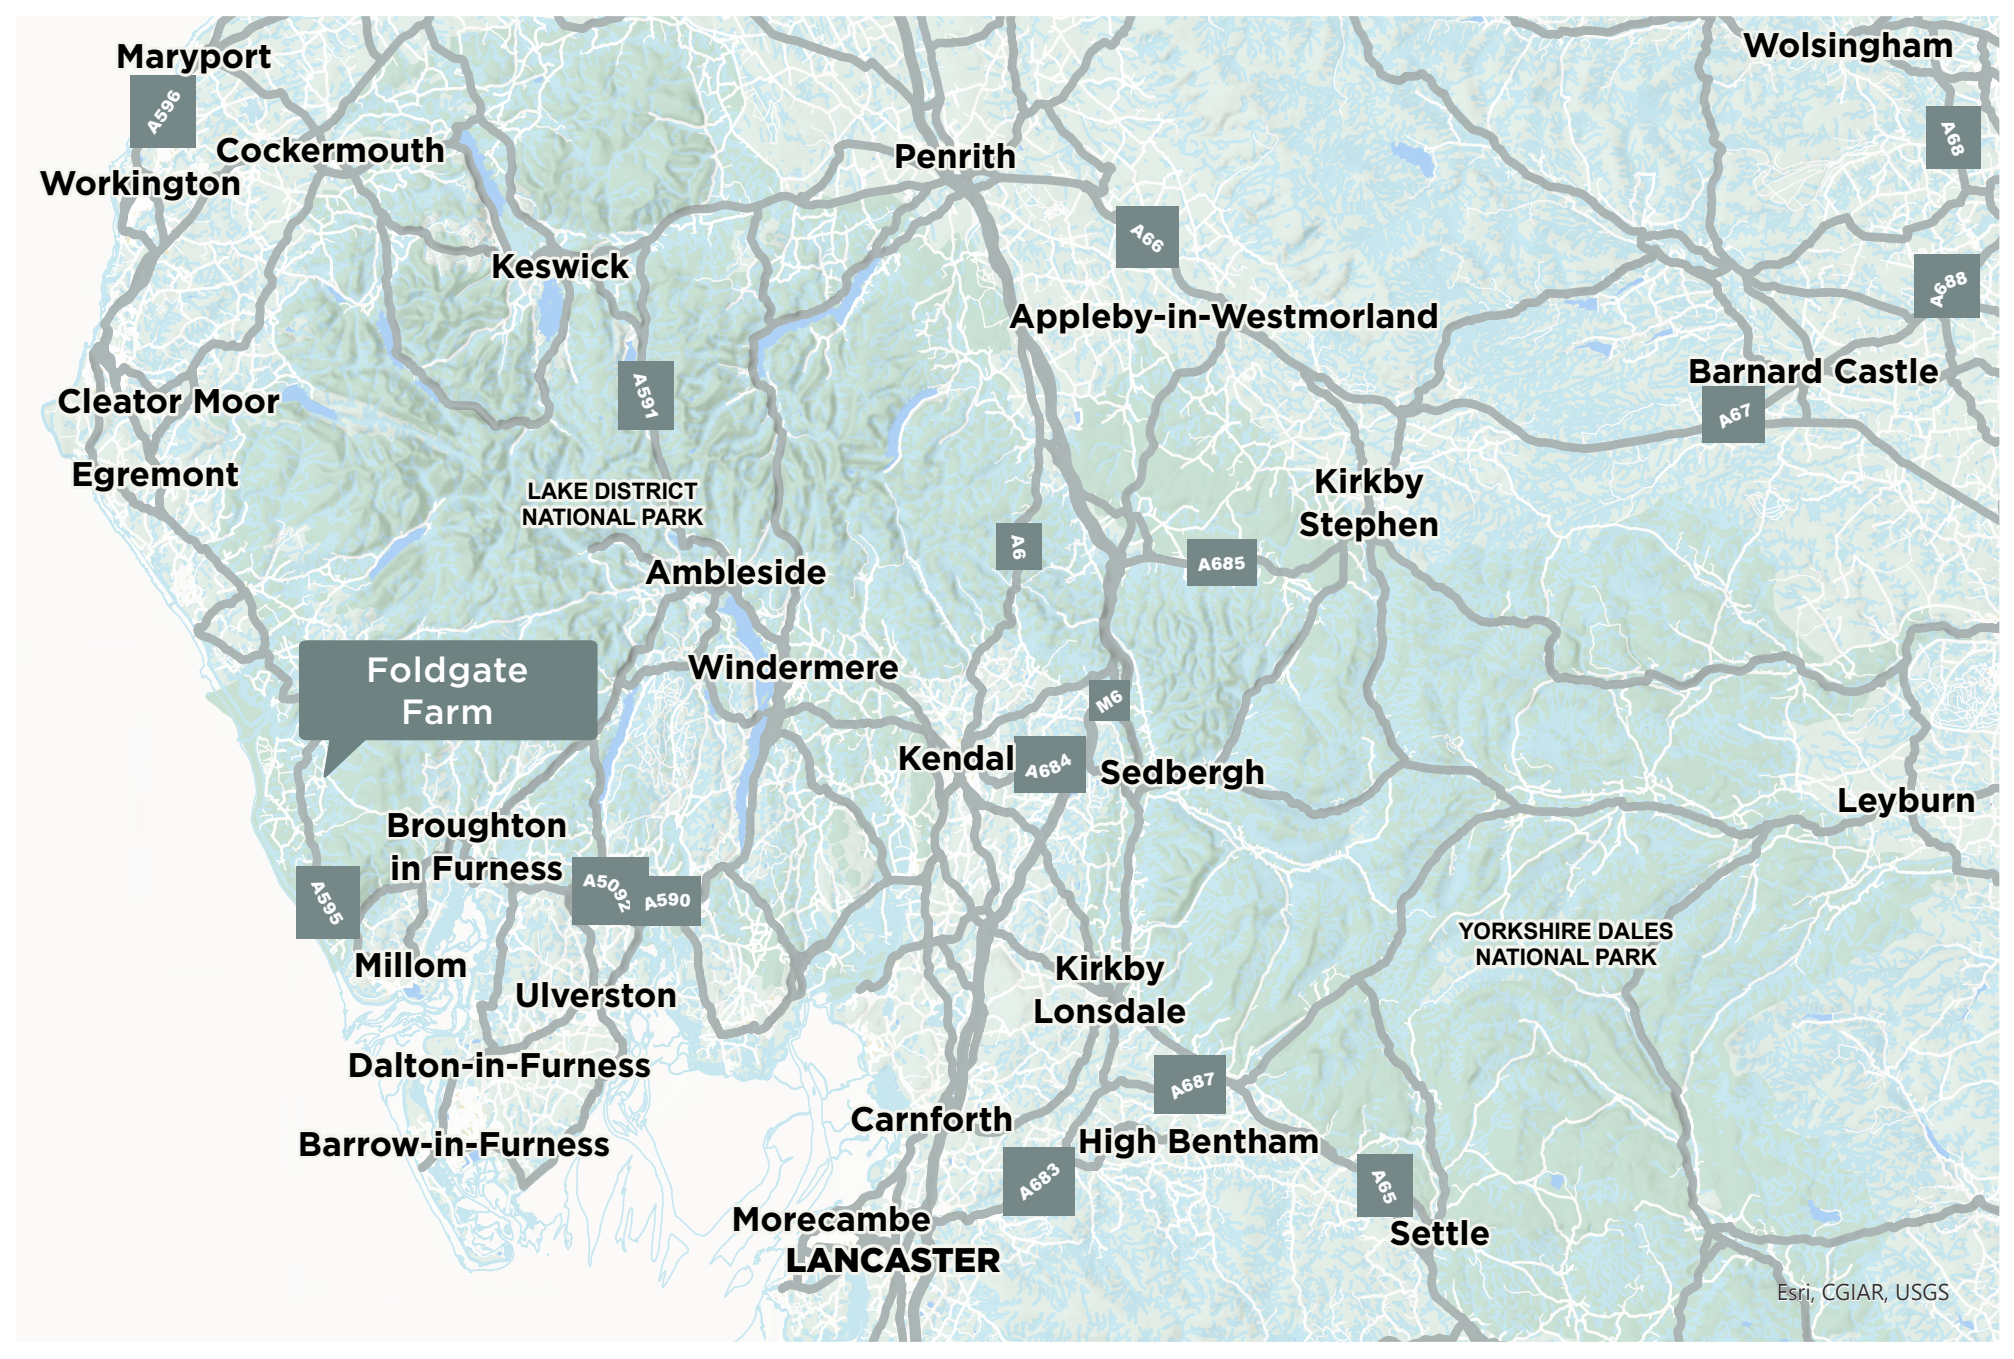 Maryport
Wolsingham
A596
A68
Cockermouth
Penrith
Workington
A66
Keswick
A688
Appleby-in-Westmorland
Barnard Castle
A591
Cleator Moor
A67
Egremont
Kirkby
Stephen
LAKE DISTRICT
NATIONAL PARK
A6
A685
Ambleside
Foldgate
Farm
Windermere
M6
Kendal
A684
Sedbergh
Leyburn
Broughton
in Furness
A595
A5092
A590
YORKSHIRE DALES
NATIONAL PARK
Millom
Kirkby
Lonsdale
Ulverston
Dalton-in-Furness
A687
Carnforth
Barrow-in-Furness
High Bentham
A683
A65
Morecambe
Settle
LANCASTER
Esri, CGIAR, USGS